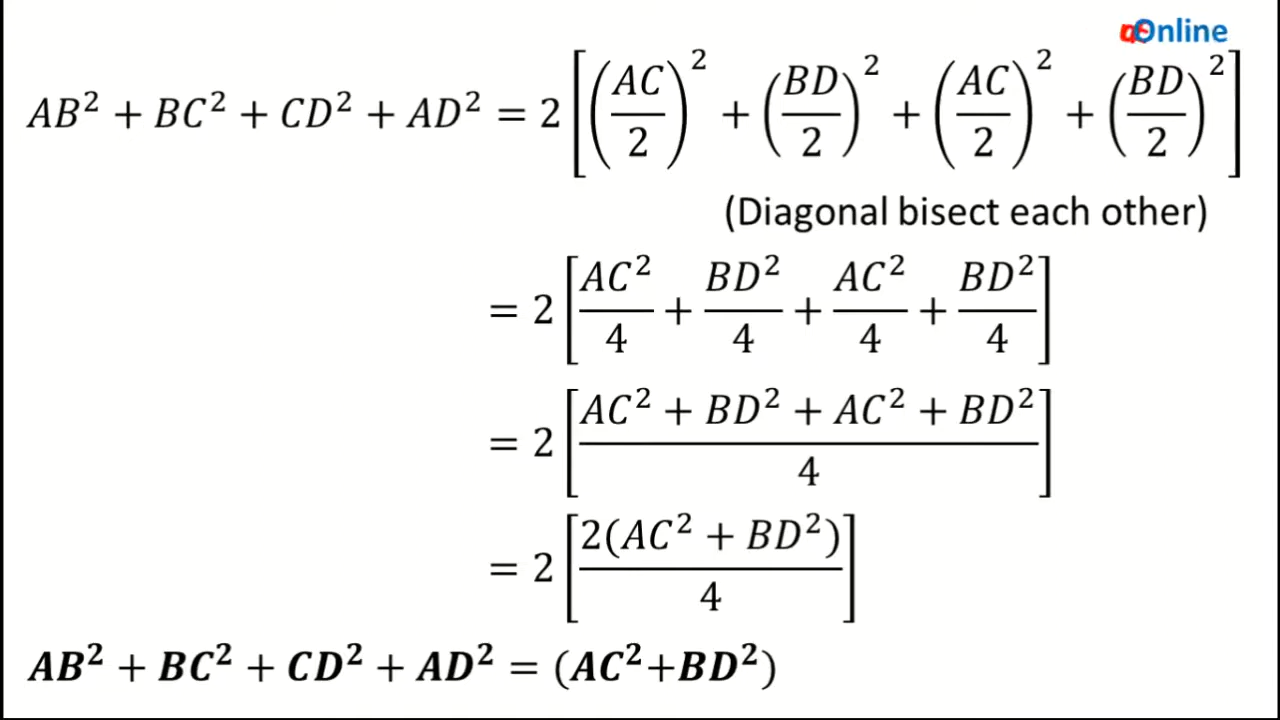 Online
AB² + BC² + CD² + AD² = 2 [(AC/2)² + (BD/2)² + (AC/2)² + (BD/2)²]
(Diagonal bisect each other)
= 2 [AC²/4 + BD²/4 + AC²/4 + BD²/4]
= 2 [(AC² + BD² + AC² + BD²)/4]
= 2 [2(AC² + BD²)/4]
AB² + BC² + CD² + AD² = (AC²+BD²)